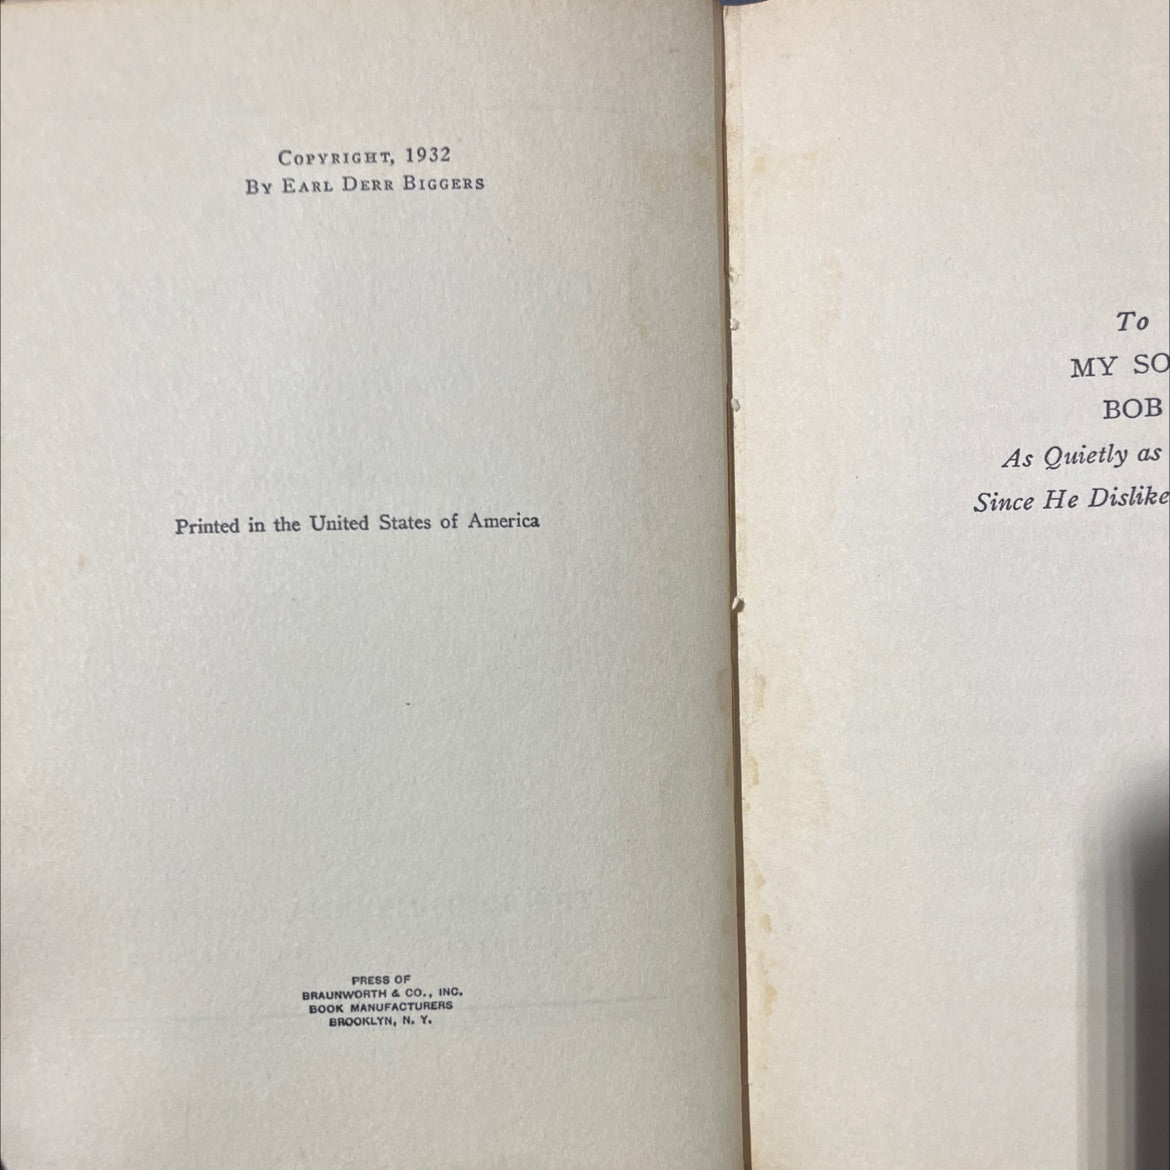 COPYRIGHT, 1932
BY EARL DERR BIGGERS
Printed in the United States of America
PRESS OF
BRAUNWORTH & CO., INC.
BOOK MANUFACTURERS
BROOKLYN, N. Y.
To
MY SO
BOB
As Quietly as
Since He Dislike